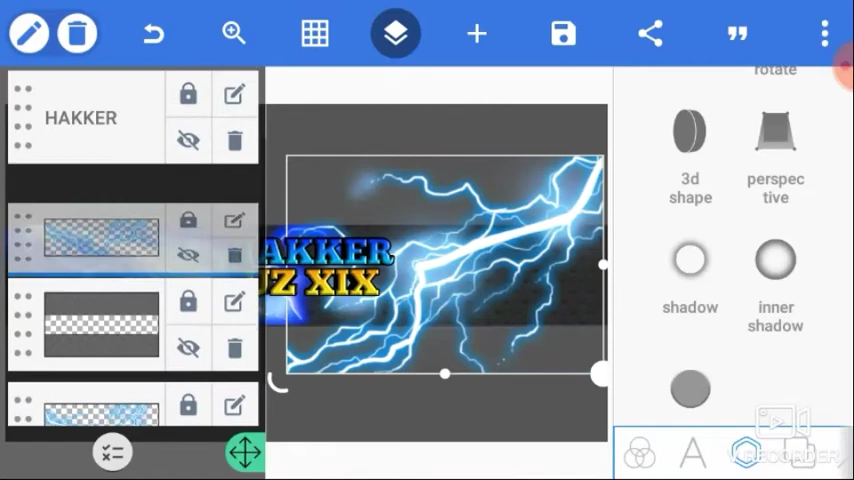 rotate
HAKKER
3d
shape
perspec
tive
AKKER
UZ XIX
shadow
inner
shadow
V RECORDER